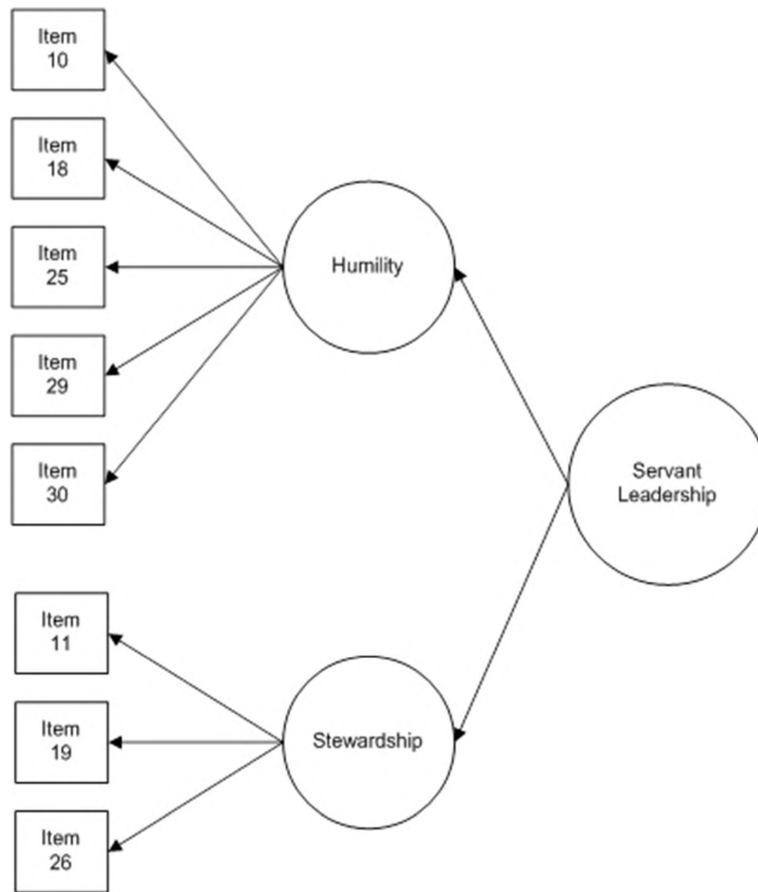 Item
10
Item
18
Item
25
Item
29
Item
30
Humility
Servant
Leadership
Item
11
Item
19
Item
26
Stewardship